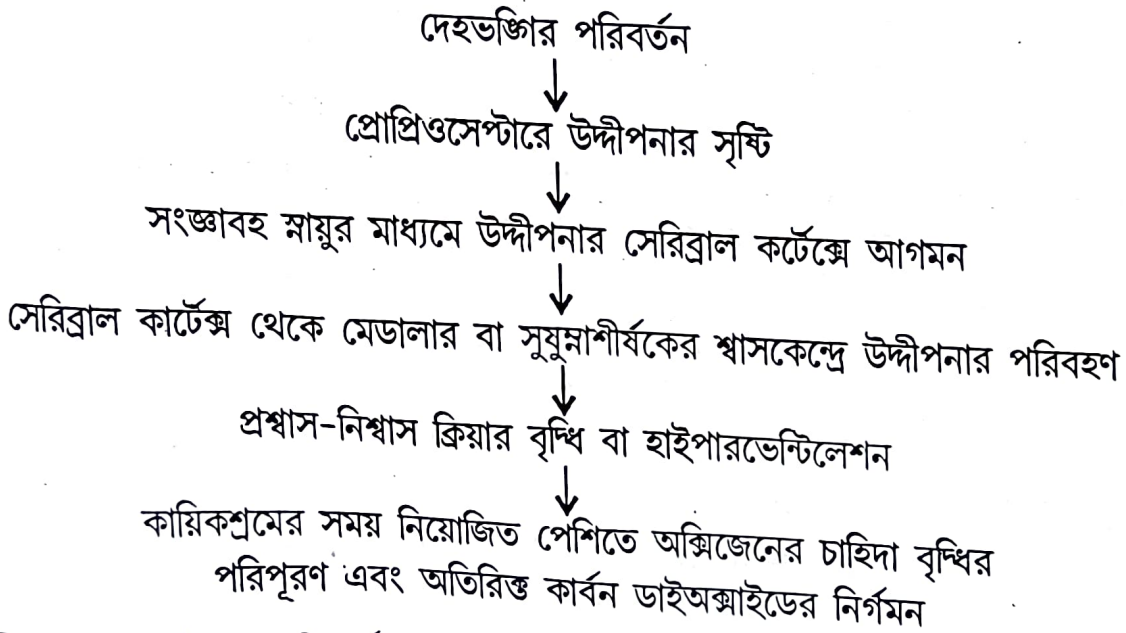 দেহভঙ্গির পরিবর্তন
প্রোপ্রিওসেপ্টারে উদ্দীপনার সৃষ্টি
সংজ্ঞাবহ স্নায়ুর মাধ্যমে উদ্দীপনার সেরিব্রাল কর্টেক্সে আগমন
সেরিব্রাল কার্টেক্স থেকে মেডালার বা সুষুম্নাশীর্ষকের শ্বাসকেন্দ্রে উদ্দীপনার পরিবহণ
প্রশ্বাস-নিশ্বাস ক্রিয়ার বৃদ্ধি বা হাইপারভেন্টিলেশন
কায়িকশ্রমের সময় নিয়োজিত পেশিতে অক্সিজেনের চাহিদা বৃদ্ধির
পরিপূরণ এবং অতিরিক্ত কার্বন ডাইঅক্সাইডের নির্গমন